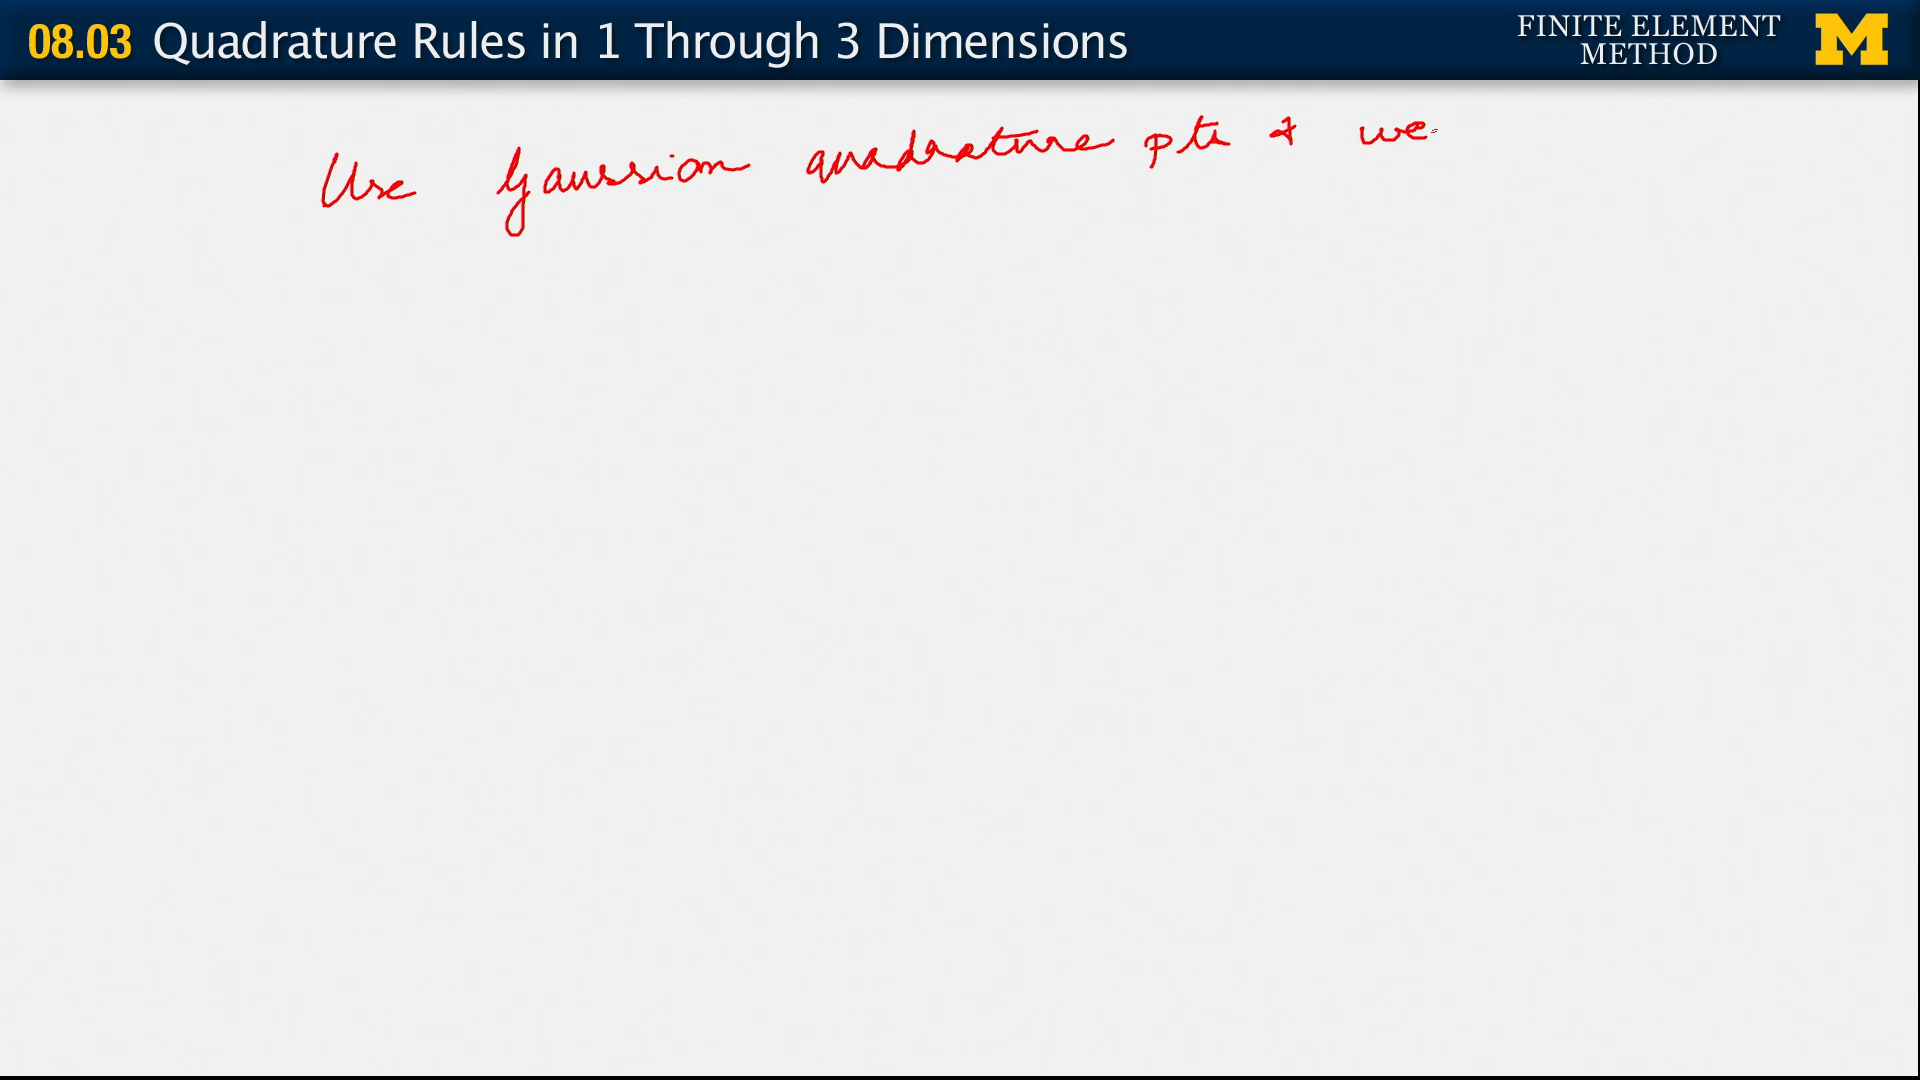 08.03 Quadrature Rules in 1 Through 3 Dimensions
FINITE ELEMENT
METHOD
M
Use Gaussian quadrature pts & we